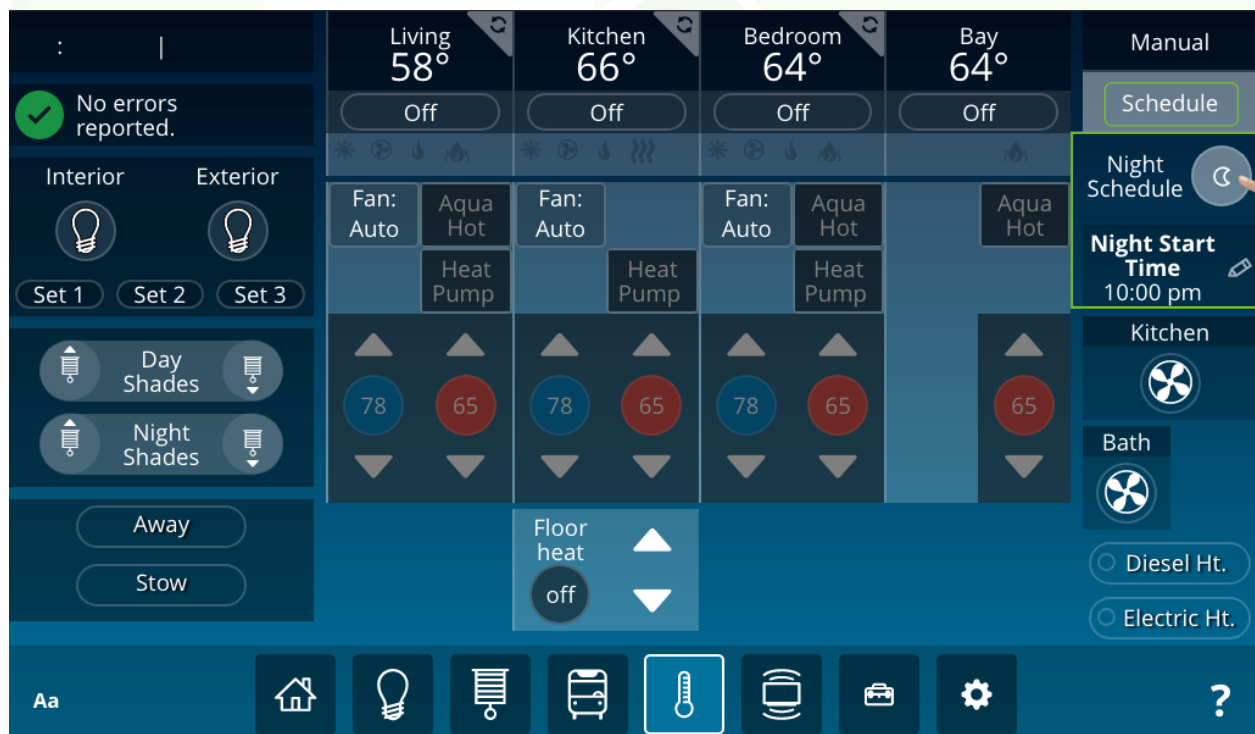 :
No errors
reported.
Interior
Exterior
Set 1
Set 2
Set 3
Day
Shades
Night
Shades
Away
Stow
Living
58°
Off
Fan:
Auto
Aqua
Hot
Heat
Pump
78
65
Kitchen
66°
Off
Fan:
Auto
Heat
Pump
78
65
Floor
heat
off
Bedroom
64°
Off
Fan:
Auto
Aqua
Hot
Heat
Pump
78
65
Bay
64°
Off
Aqua
Hot
65
Manual
Schedule
Night
Schedule
Night Start
Time
10:00 pm
Kitchen
Bath
Diesel Ht.
Electric Ht.
Aa
?